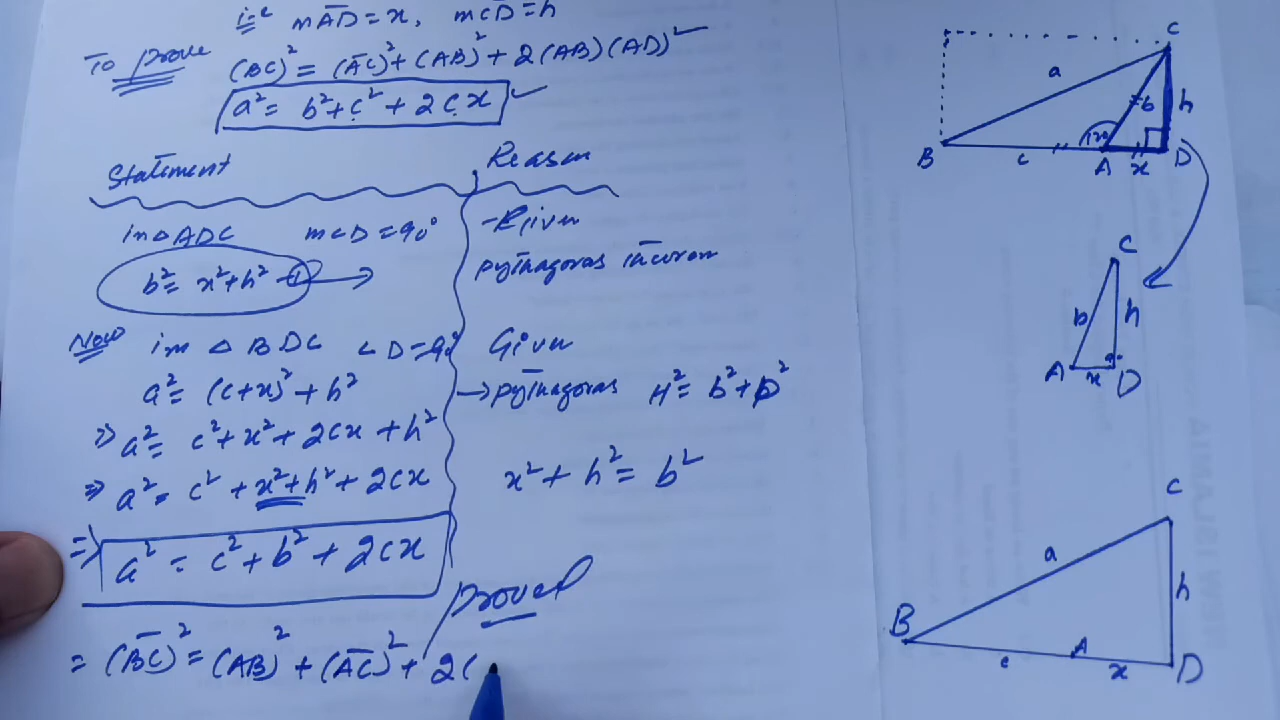 i.e mAD = x, mCD = h
To prove (BC)² = (AC)² + (AB)² + 2(AB)(AD)
a² = b² + c² + 2cx
Statement
Reason
in △ADC m∠D = 90°
Given
b² = x² + h² - ①
pythagoras theorem
Now in △BDC ∠D = 90°
Given
a² = (c+x)² + h²
→ pythagoras H² = b² + p²
⇒ a² = c² + x² + 2cx + h²
⇒ a² = c² + x² + h² + 2cx
x² + h² = b²
⇒ a² = c² + b² + 2cx
proved
= (BC)² = (AB)² + (AC)² + 2(
C
a
b
h
120
B
c
A
x
D
C
b
h
A
x
D
C
a
h
B
c
A
x
D